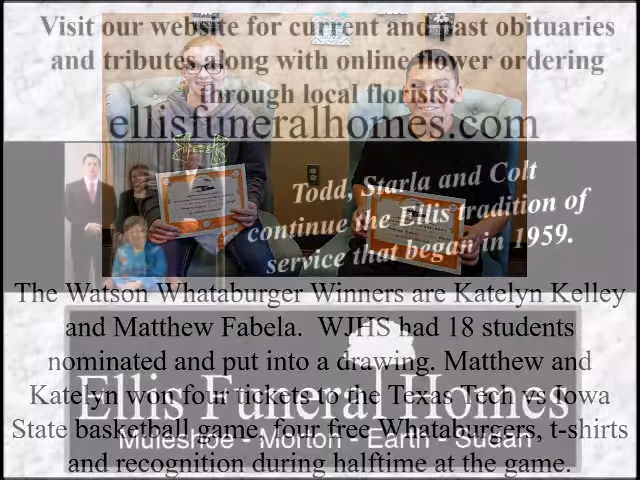 Visit our website for current and past obituaries
and tributes along with online flower ordering
through local florists.
ellisfuneralhomes.com
Todd, Starla and Colt
continue the Ellis tradition of
service that began in 1959.
The Watson Whataburger Winners are Katelyn Kelley
and Matthew Fabela.  WJHS had 18 students
nominated and put into a drawing. Matthew and
Katelyn won four tickets to the Texas Tech vs Iowa
State basketball game, four free Whataburgers, t-shirts
and recognition during halftime at the game.
Ellis Funeral Homes
Muleshoe - Morton - Earth - Sudan